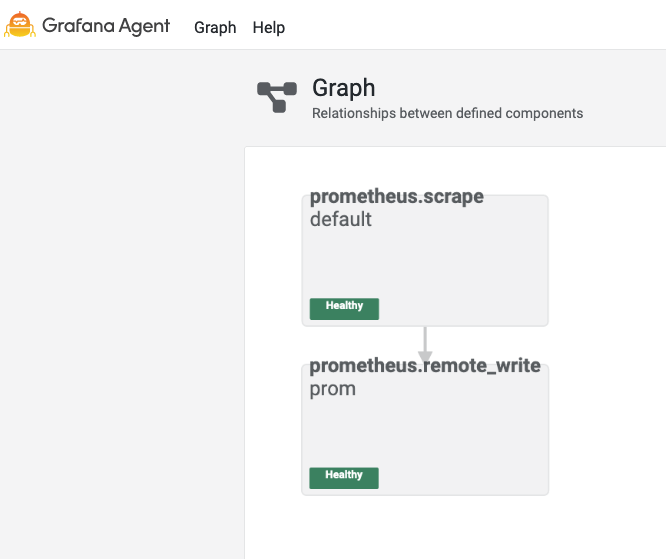 Grafana Agent Graph Help
Graph
Relationships between defined components
prometheus.scrape
default
Healthy
prometheus.remote_write
prom
Healthy